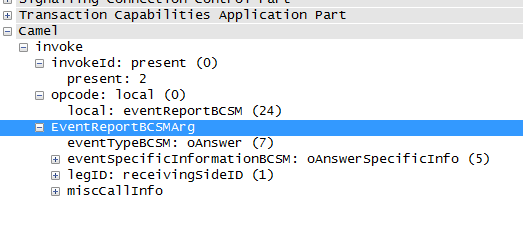 Signalling Connection Control Part
Transaction Capabilities Application Part
Camel
invoke
invokeId: present (0)
present: 2
opcode: local (0)
local: eventReportBCSM (24)
EventReportBCSMArg
eventTypeBCSM: oAnswer (7)
eventSpecificInformationBCSM: oAnswerSpecificInfo (5)
legID: receivingSideID (1)
miscCallInfo